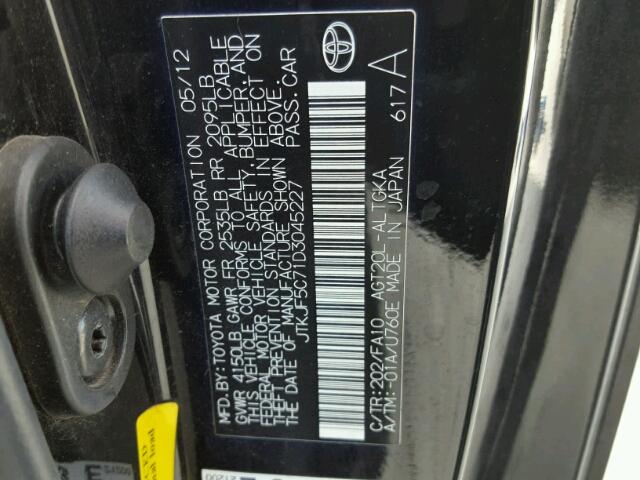 MFD. BY: TOYOTA MOTOR CORPORATION 05/12
GVWR 4150LB GAWR FR 2535LB RR 2095LB
THIS VEHICLE CONFORMS TO ALL APPLICABLE
FEDERAL MOTOR VEHICLE SAFETY, BUMPER, AND
THEFT PREVENTION STANDARDS IN EFFECT ON
THE DATE OF MANUFACTURE SHOWN ABOVE.
JTKJF5C71D3045227 PASS. CAR
C/TR:202/FA10 AGT20L-ALTGKA
A/TM:-01A/U760E MADE IN JAPAN 617 A